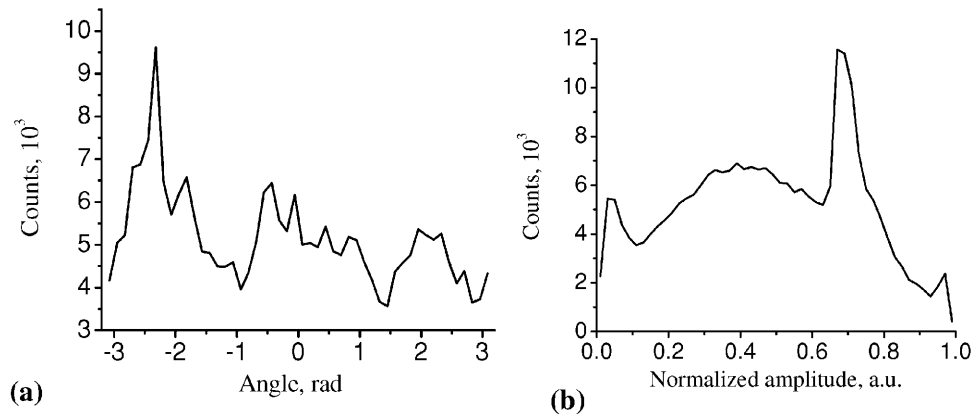 10
9
8
7
6
5
4
3
Counts, 10³
-3 -2 -1 0 1 2 3
Angle, rad
(a)
12
10
8
6
4
2
0
Counts, 10³
0.0 0.2 0.4 0.6 0.8 1.0
Normalized amplitude, a.u.
(b)